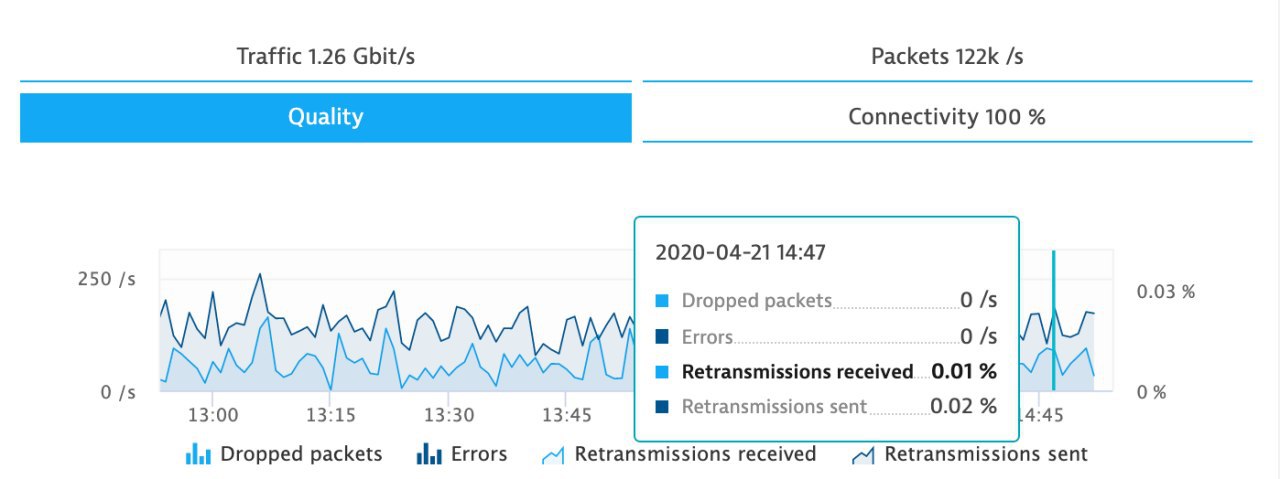 Traffic 1.26 Gbit/s
Packets 122k /s
Quality
Connectivity 100 %
2020-04-21 14:47
Dropped packets 0 /s
Errors 0 /s
Retransmissions received 0.01 %
Retransmissions sent 0.02 %
250 /s
0.03 %
0 /s
0 %
13:00 13:15 13:30 13:45 4:45
Dropped packets Errors Retransmissions received Retransmissions sent